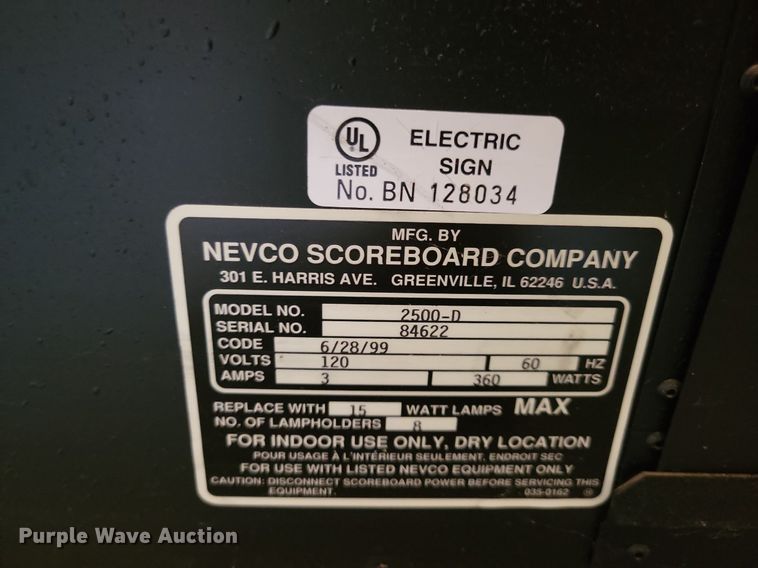 UL
LISTED
ELECTRIC
SIGN
No. BN 128034
MFG. BY
NEVCO SCOREBOARD COMPANY
301 E. HARRIS AVE. GREENVILLE, IL 62246 U.S.A.
MODEL NO. 2500-D
SERIAL NO. 84622
CODE 6/28/99
VOLTS 120 60 HZ
AMPS 3 360 WATTS
REPLACE WITH 15 WATT LAMPS MAX
NO. OF LAMPHOLDERS 8
FOR INDOOR USE ONLY, DRY LOCATION
POUR USAGE À L'INTÉRIEUR SEULEMENT, ENDROIT SEC
FOR USE WITH LISTED NEVCO EQUIPMENT ONLY
CAUTION: DISCONNECT SCOREBOARD POWER BEFORE SERVICING THIS
EQUIPMENT. 035-0162
Purple Wave Auction